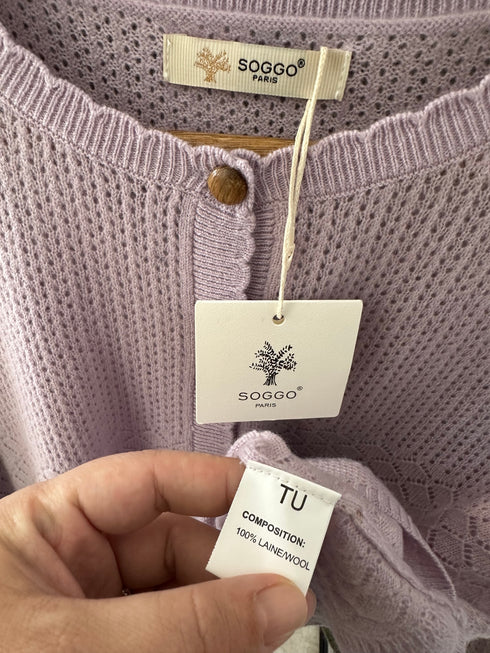 SOGGO®
PARIS
SOGGO®
PARIS
TU
COMPOSITION:
100% LAINE/WOOL